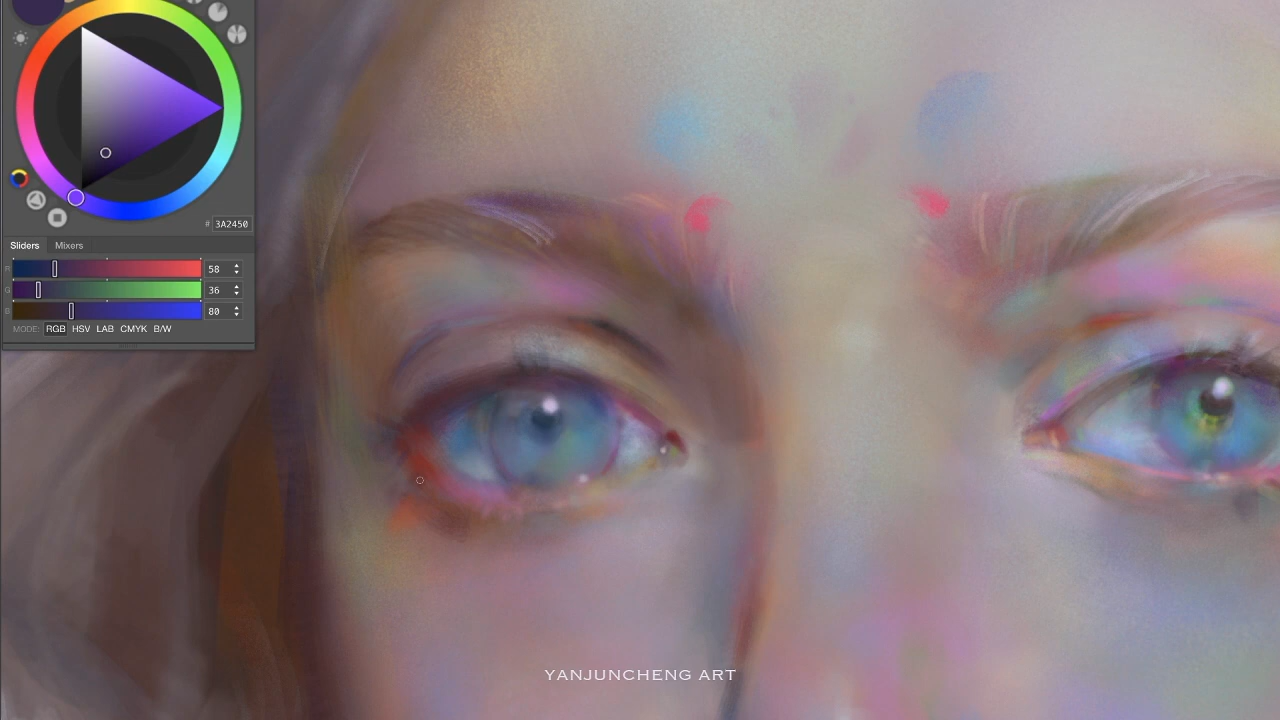 # 3A2450
Sliders Mixers
R 58
G 36
B 80
MODE: RGB HSV LAB CMYK B/W
YANJUNCHENG ART